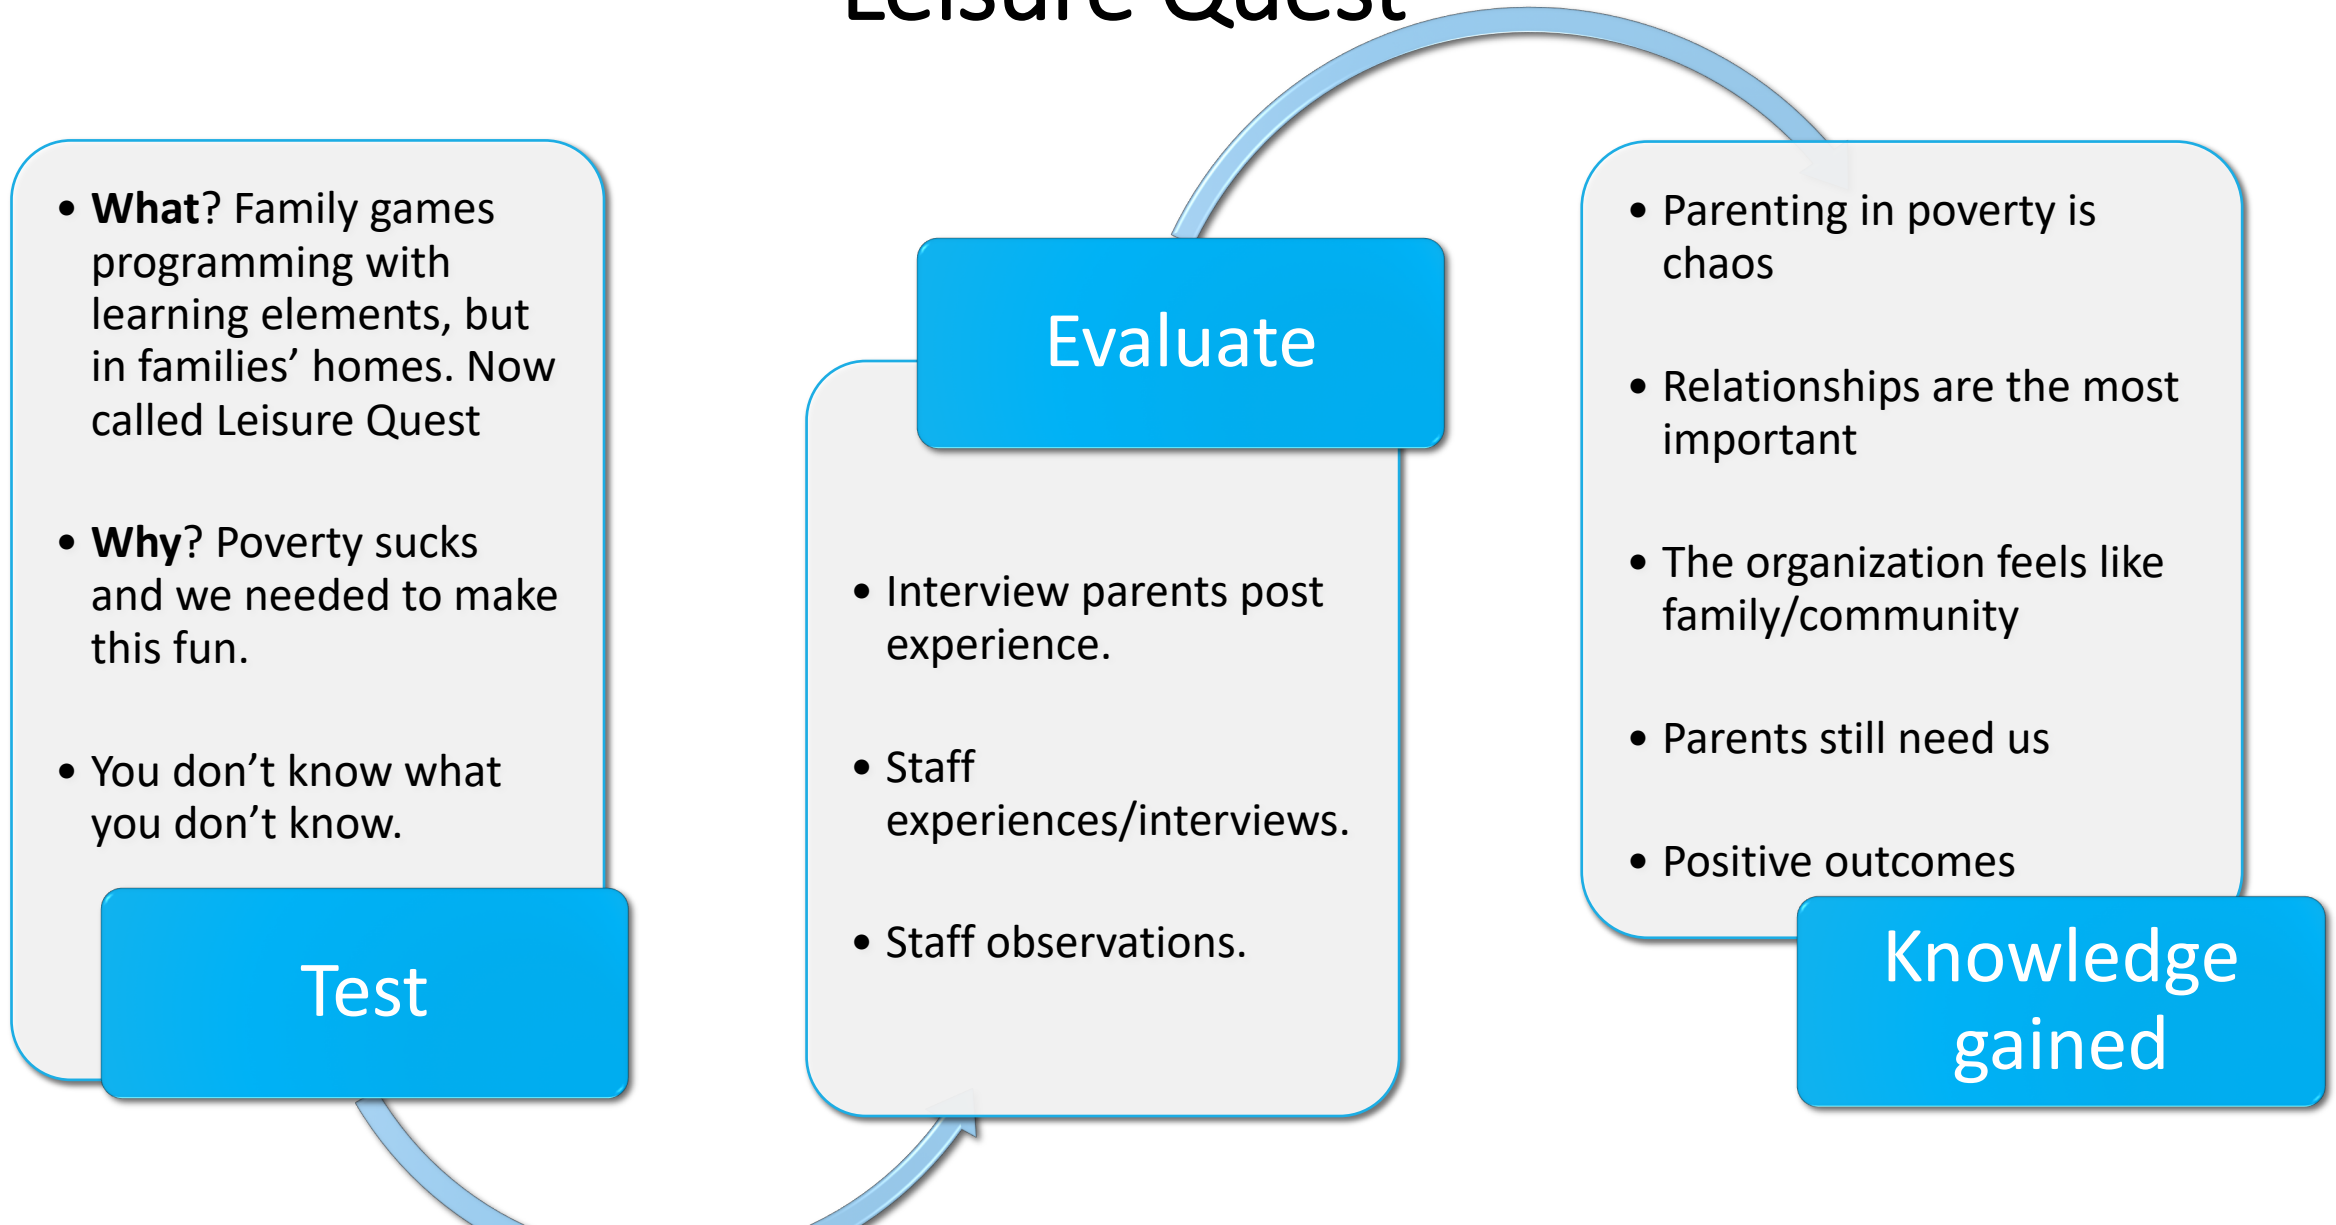 Leisure Quest
• What? Family games
programming with
learning elements, but
in families’ homes. Now
called Leisure Quest
• Why? Poverty sucks
and we needed to make
this fun.
• You don’t know what
you don’t know.
Test
Evaluate
• Interview parents post
experience.
• Staff
experiences/interviews.
• Staff observations.
• Parenting in poverty is
chaos
• Relationships are the most
important
• The organization feels like
family/community
• Parents still need us
• Positive outcomes
Knowledge
gained